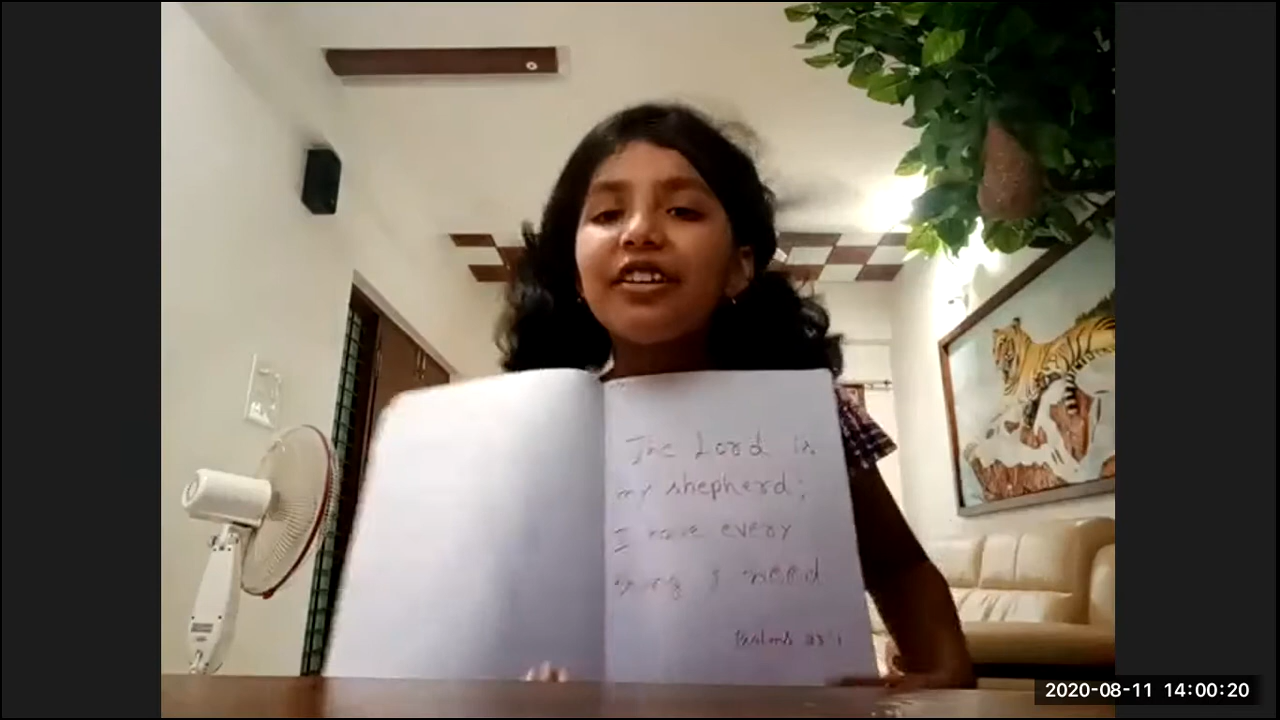 The Lord is
my shepherd;
I have every
thing I need
Psalms 23:1
2020-08-11 14:00:20